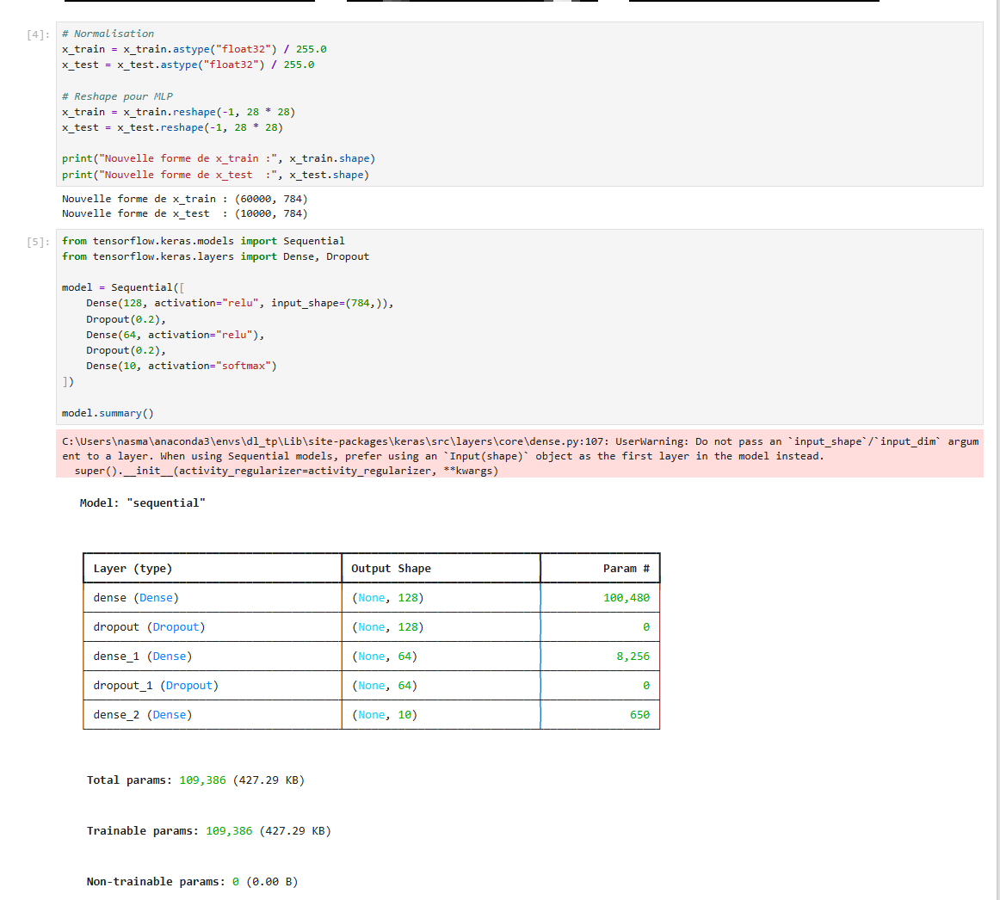 [4]:
# Normalisation
x_train = x_train.astype("float32") / 255.0
x_test = x_test.astype("float32") / 255.0
# Reshape pour MLP
x_train = x_train.reshape(-1, 28 * 28)
x_test = x_test.reshape(-1, 28 * 28)
print("Nouvelle forme de x_train :", x_train.shape)
print("Nouvelle forme de x_test  :", x_test.shape)
Nouvelle forme de x_train : (60000, 784)
Nouvelle forme de x_test  : (10000, 784)
[5]:
from tensorflow.keras.models import Sequential
from tensorflow.keras.layers import Dense, Dropout
model = Sequential([
    Dense(128, activation="relu", input_shape=(784,)),
    Dropout(0.2),
    Dense(64, activation="relu"),
    Dropout(0.2),
    Dense(10, activation="softmax")
])
model.summary()
C:\Users\nasma\anaconda3\envs\dl_tp\Lib\site-packages\keras\src\layers\core\dense.py:107: UserWarning: Do not pass an `input_shape`/`input_dim` argum
ent to a layer. When using Sequential models, prefer using an `Input(shape)` object as the first layer in the model instead.
  super().__init__(activity_regularizer=activity_regularizer, **kwargs)
Model: "sequential"
Layer (type) Output Shape Param #
dense (Dense) (None, 128) 100,480
dropout (Dropout) (None, 128) 0
dense_1 (Dense) (None, 64) 8,256
dropout_1 (Dropout) (None, 64) 0
dense_2 (Dense) (None, 10) 650
Total params: 109,386 (427.29 KB)
Trainable params: 109,386 (427.29 KB)
Non-trainable params: 0 (0.00 B)